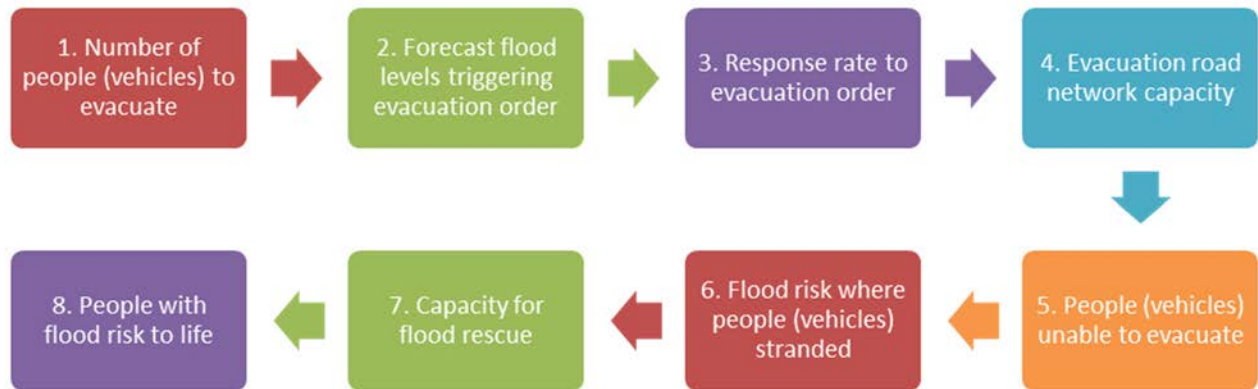 1. Number of
people (vehicles) to
evacuate
2. Forecast flood
levels triggering
evacuation order
3. Response rate to
evacuation order
4. Evacuation road
network capacity
5. People (vehicles)
unable to evacuate
6. Flood risk where
people (vehicles)
stranded
7. Capacity for
flood rescue
8. People with
flood risk to life